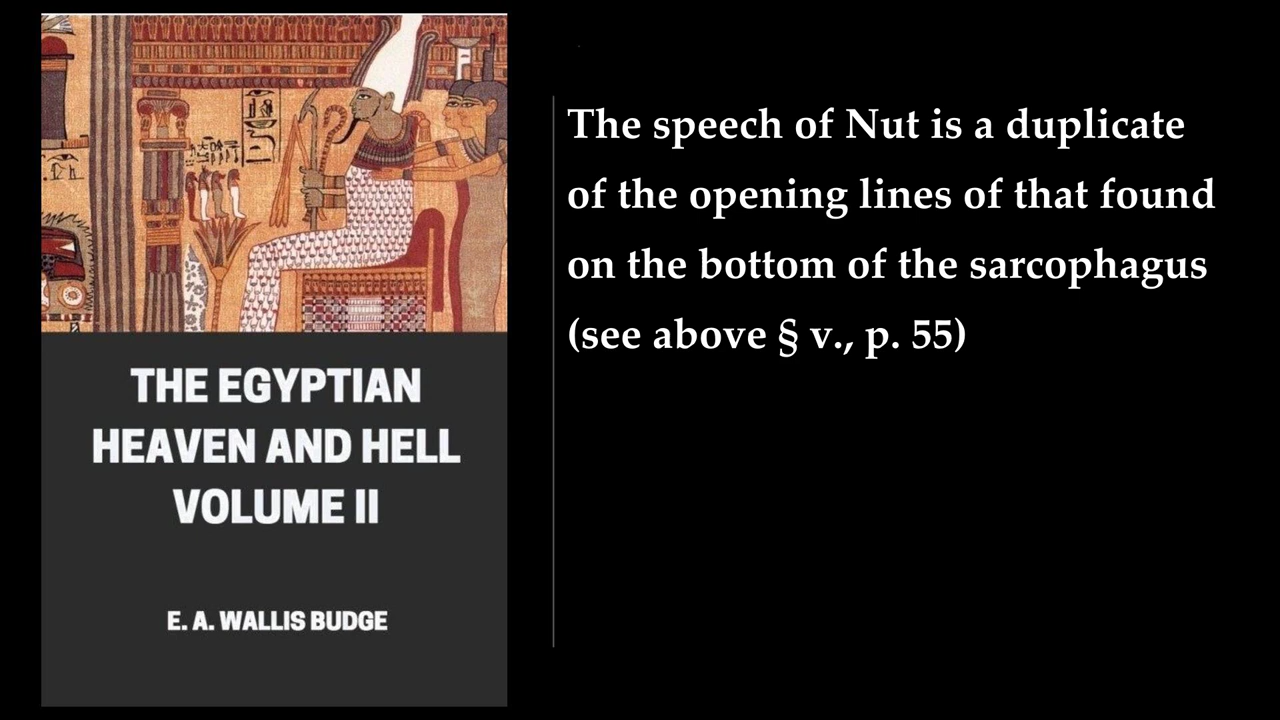 THE EGYPTIAN
HEAVEN AND HELL
VOLUME II
E. A. WALLIS BUDGE
The speech of Nut is a duplicate
of the opening lines of that found
on the bottom of the sarcophagus
(see above § v., p. 55)